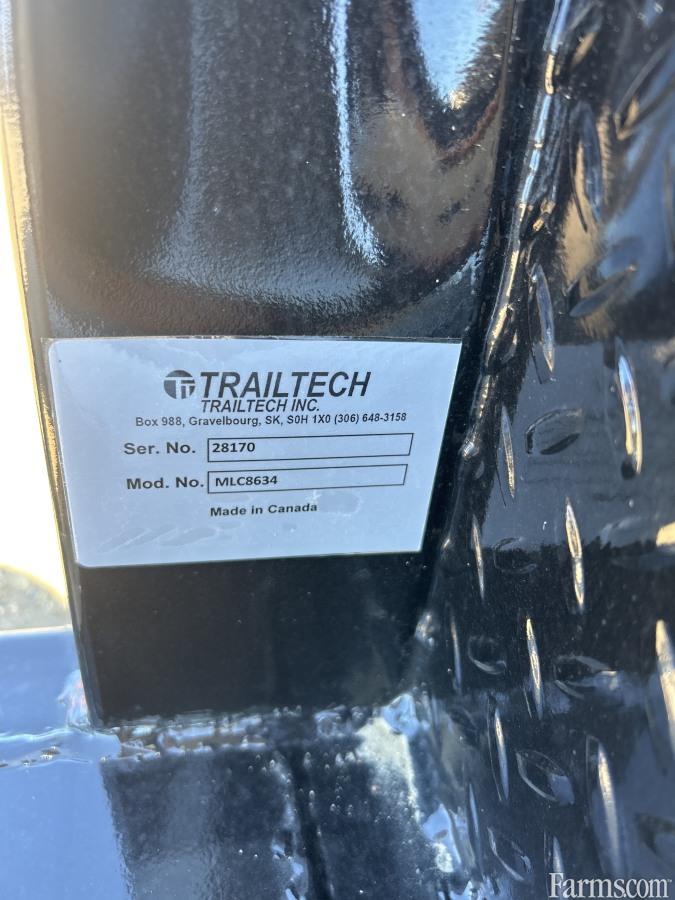 TRAILTECH
TRAILTECH INC.
Box 988, Gravelbourg, SK, S0H 1X0 (306) 648-3158
Ser. No. 28170
Mod. No. MLC8634
Made in Canada
Farms.com